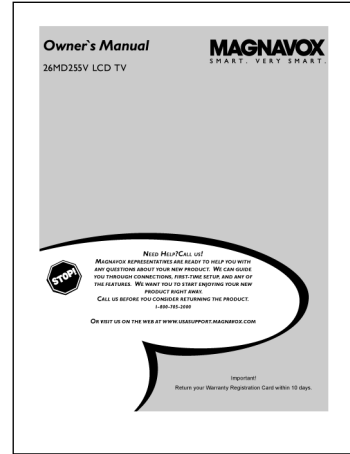 Owner`s Manual
MAGNAVOX
SMART. VERY SMART.
26MD255V LCD TV
STOP!
NEED HELP?CALL US!
MAGNAVOX REPRESENTATIVES ARE READY TO HELP YOU WITH
ANY QUESTIONS ABOUT YOUR NEW PRODUCT. WE CAN GUIDE
YOU THROUGH CONNECTIONS, FIRST-TIME SETUP, AND ANY OF
THE FEATURES. WE WANT YOU TO START ENJOYING YOUR NEW
PRODUCT RIGHT AWAY.
CALL US BEFORE YOU CONSIDER RETURNING THE PRODUCT.
1-800-705-2000
OR VISIT US ON THE WEB AT WWW.USASUPPORT.MAGNAVOX.COM
Important!
Return your Warranty Registration Card within 10 days.